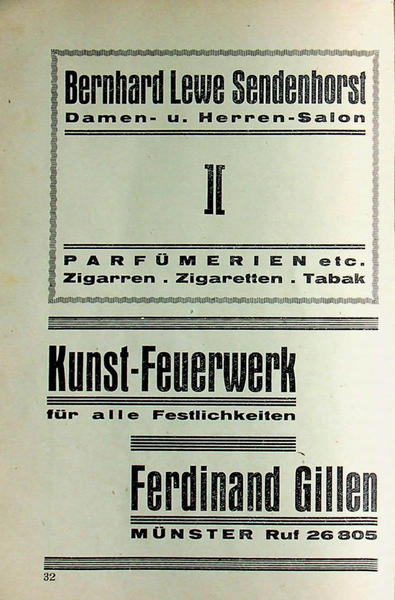 Bernhard Lewe Sendenhorst
Damen- u. Herren-Salon
PARFÜMERIEN etc.
Zigarren . Zigaretten . Tabak
Kunst-Feuerwerk
für alle Festlichkeiten
Ferdinand Gillen
MÜNSTER Ruf 26 805
32